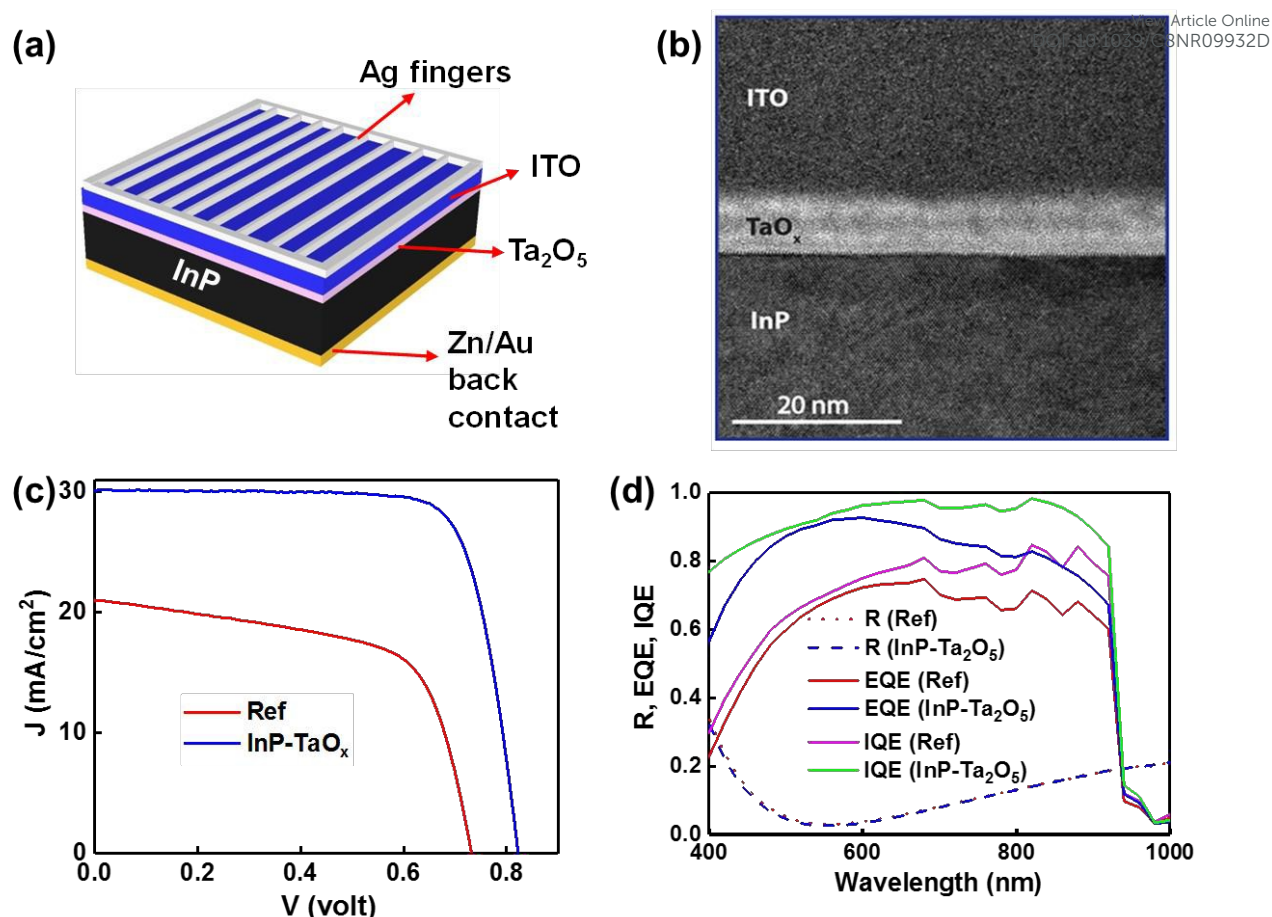 Article Online
(a)
Ag fingers
ITO
Ta₂O₅
InP
Zn/Au
back
contact
(b)
ITO
TaOₓ
InP
20 nm
(c)
30
20
10
0
J (mA/cm²)
Ref
InP-TaOₓ
0.0 0.2 0.4 0.6 0.8
V (volt)
(d)
1.0
0.8
0.6
0.4
0.2
0.0
R, EQE, IQE
R (Ref)
R (InP-Ta₂O₅)
EQE (Ref)
EQE (InP-Ta₂O₅)
IQE (Ref)
IQE (InP-Ta₂O₅)
400 600 800 1000
Wavelength (nm)